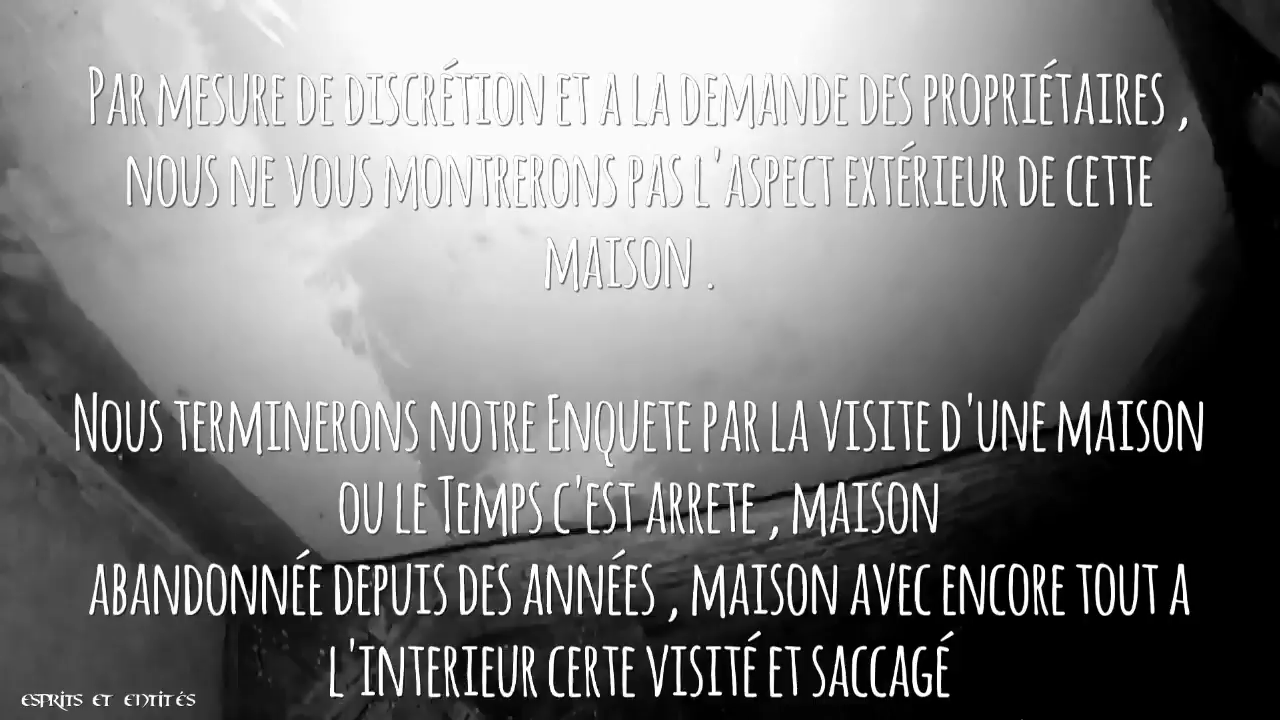 Par mesure de discrétion et a la demande des propriétaires ,
nous ne vous montrerons pas l'aspect extérieur de cette
maison .
Nous terminerons notre Enquete par la visite d'une maison
ou le Temps c'est arrete , maison
abandonnée depuis des années , maison avec encore tout a
l'interieur certe visité et saccagé
Esprits et Entités